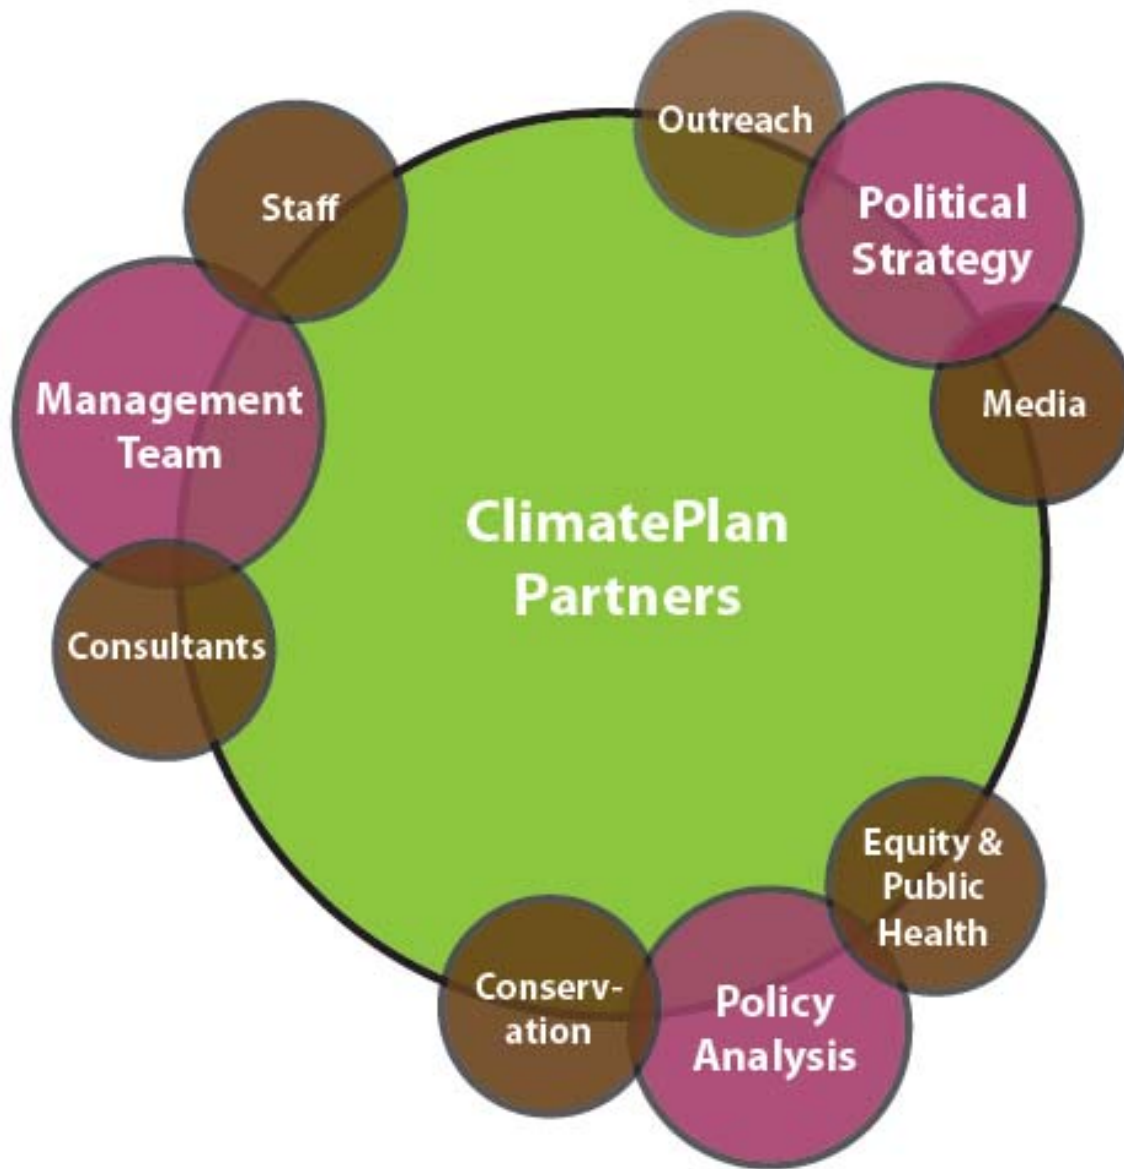 Outreach
Political
Strategy
Staff
Media
Management
Team
ClimatePlan
Partners
Consultants
Equity &
Public
Health
Conserv-
ation
Policy
Analysis